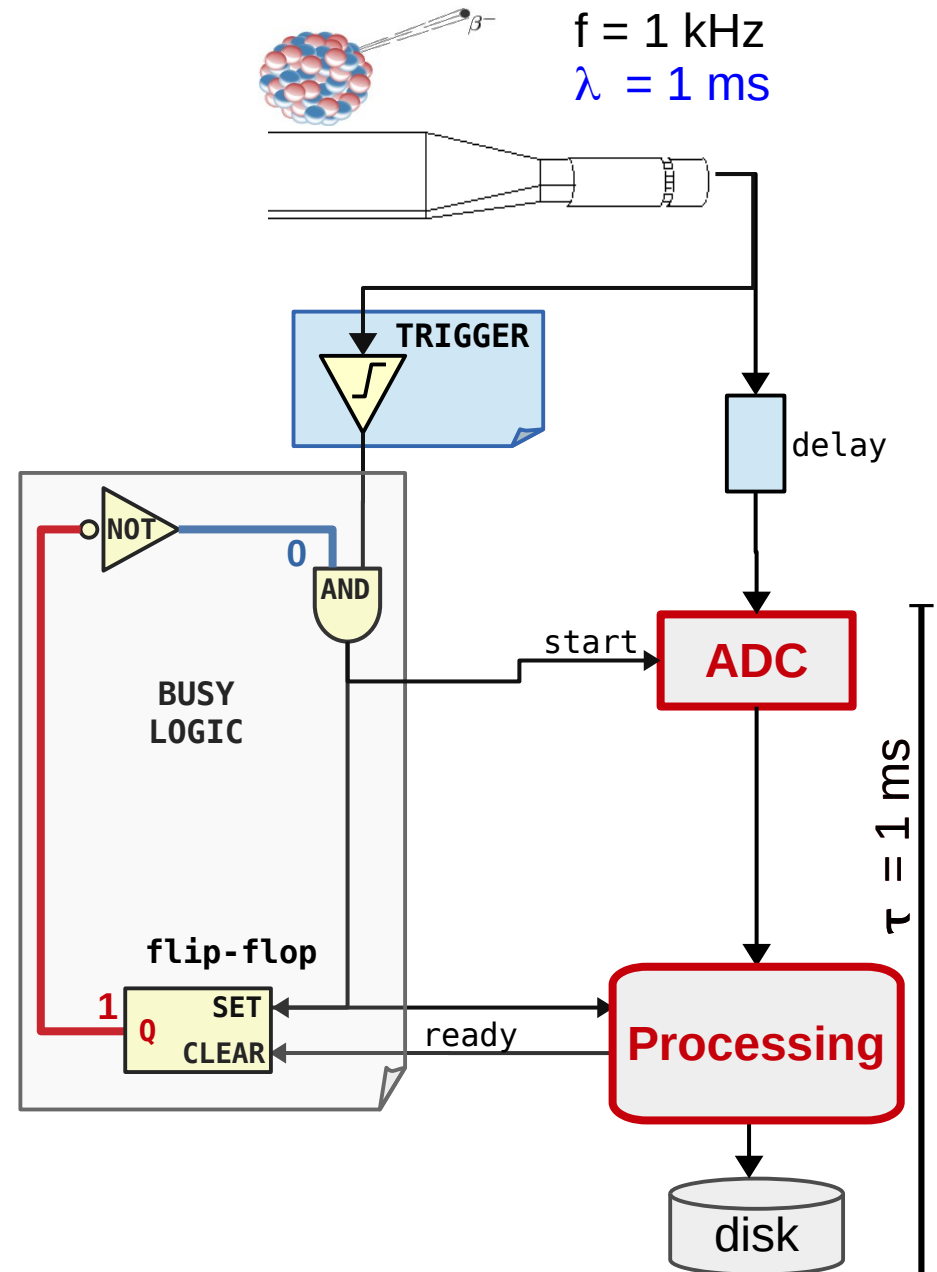 β⁻
f = 1 kHz
λ = 1 ms
TRIGGER
delay
NOT
0
AND
start
ADC
BUSY
LOGIC
τ = 1 ms
flip-flop
1
Q
SET
CLEAR
ready
Processing
disk